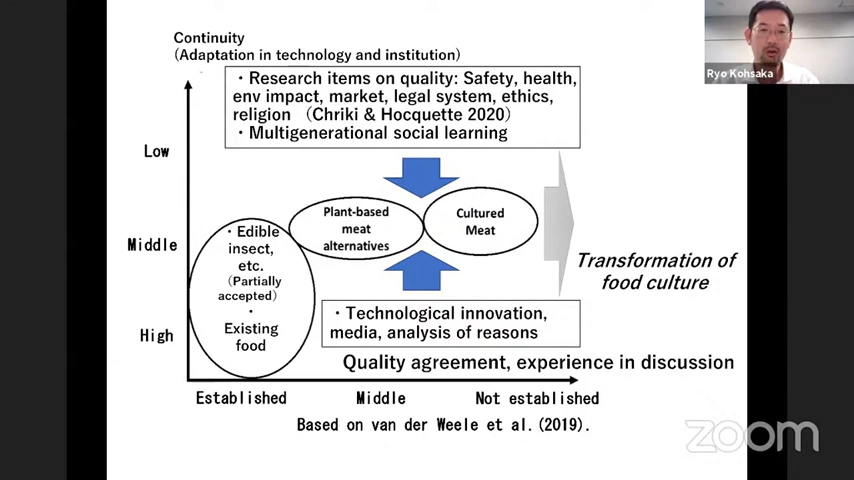 Continuity
(Adaptation in technology and institution)
・Research items on quality: Safety, health,
env impact, market, legal system, ethics,
religion （Chriki & Hocquette 2020）
・Multigenerational social learning
Ryo Kohsaka
Low
Middle
High
Plant-based
meat
alternatives
Cultured
Meat
・Edible
insect,
etc.
(Partially
accepted)
・
Existing
food
Transformation of
food culture
・Technological innovation,
media, analysis of reasons
Quality agreement, experience in discussion
Established
Middle
Not established
Based on van der Weele et al.(2019).
zoom